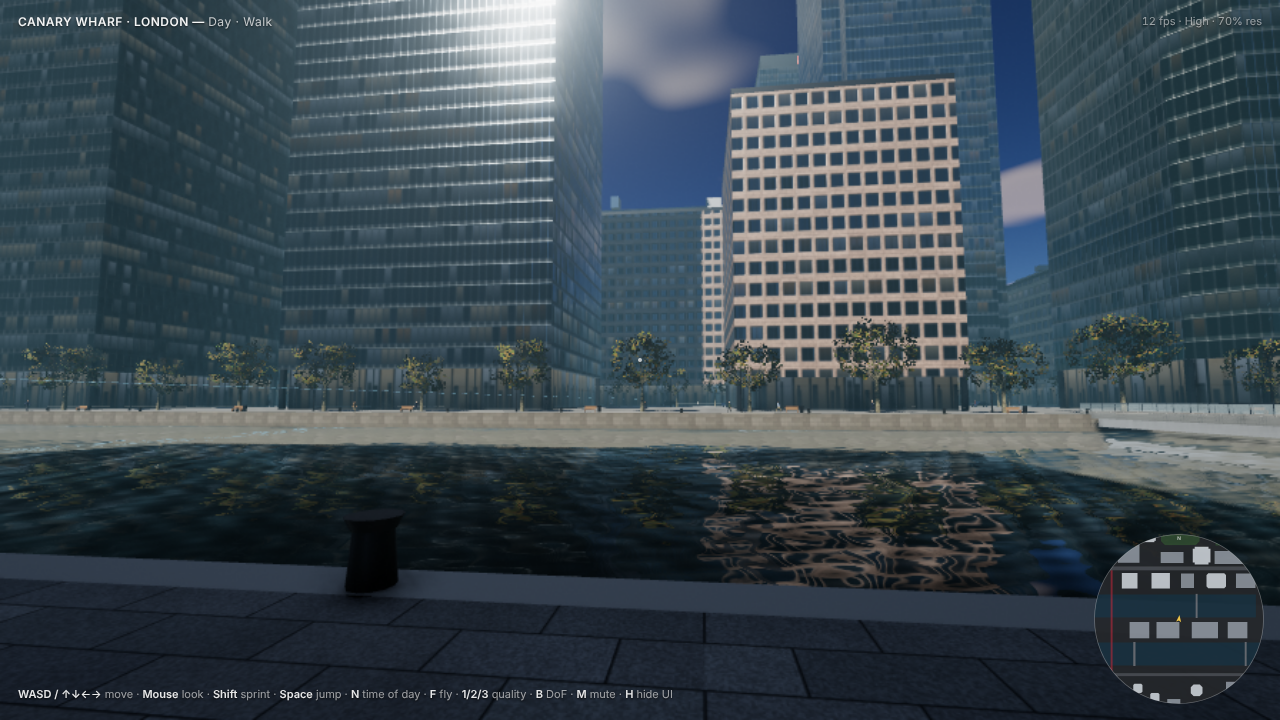 CANARY WHARF · LONDON — Day · Walk
12 fps · High · 70% res
N
WASD / ↑↓←→ move · Mouse look · Shift sprint · Space jump · N time of day · F fly · 1/2/3 quality · B DoF · M mute · H hide UI